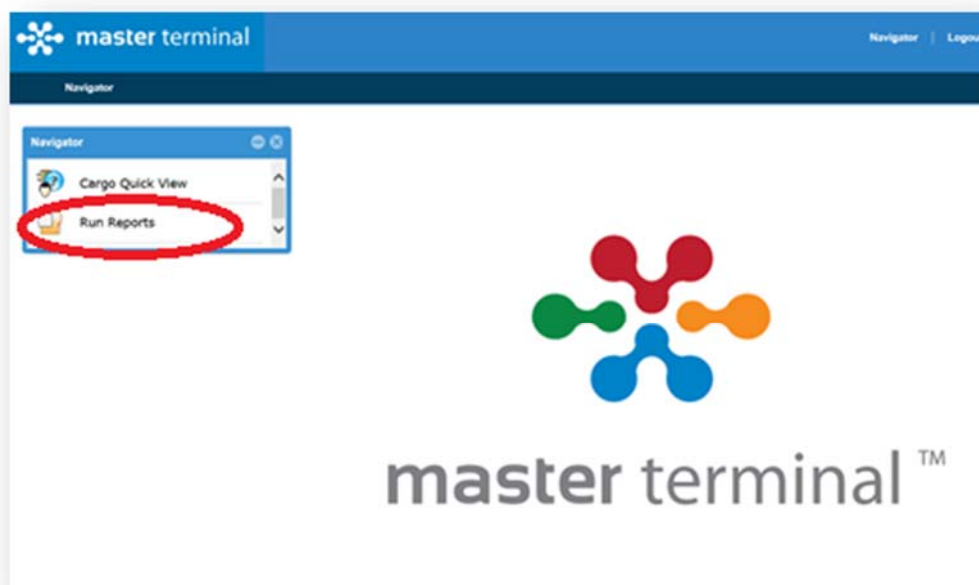 master terminal
Navigator | Logou
Navigator
Navigator
Cargo Quick View
Run Reports
master terminal ™